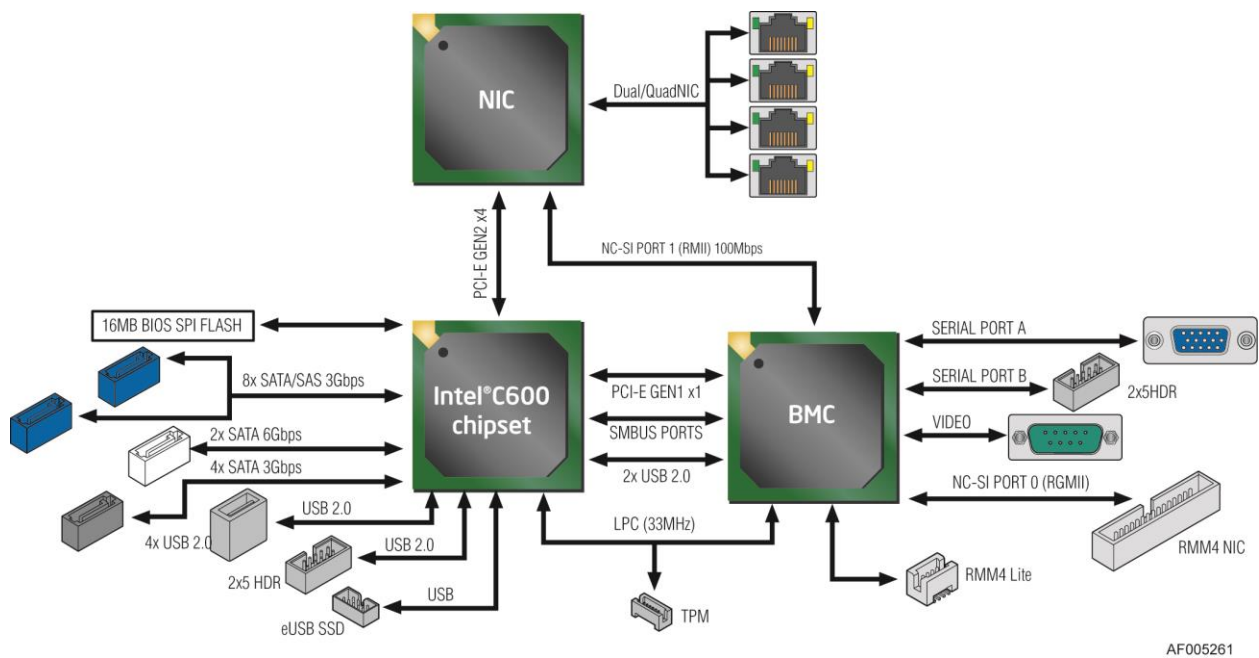 NIC
Dual/QuadNIC
PCI-E GEN2 x4
NC-SI PORT 1 (RMII) 100Mbps
16MB BIOS SPI FLASH
8x SATA/SAS 3Gbps
2x SATA 6Gbps
4x SATA 3Gbps
Intel®C600
chipset
PCI-E GEN1 x1
SMBUS PORTS
2x USB 2.0
BMC
SERIAL PORT A
SERIAL PORT B
2x5HDR
VIDEO
NC-SI PORT 0 (RGMII)
RMM4 NIC
USB 2.0
4x USB 2.0
USB 2.0
2x5 HDR
USB
eUSB SSD
LPC (33MHz)
TPM
RMM4 Lite
AF005261